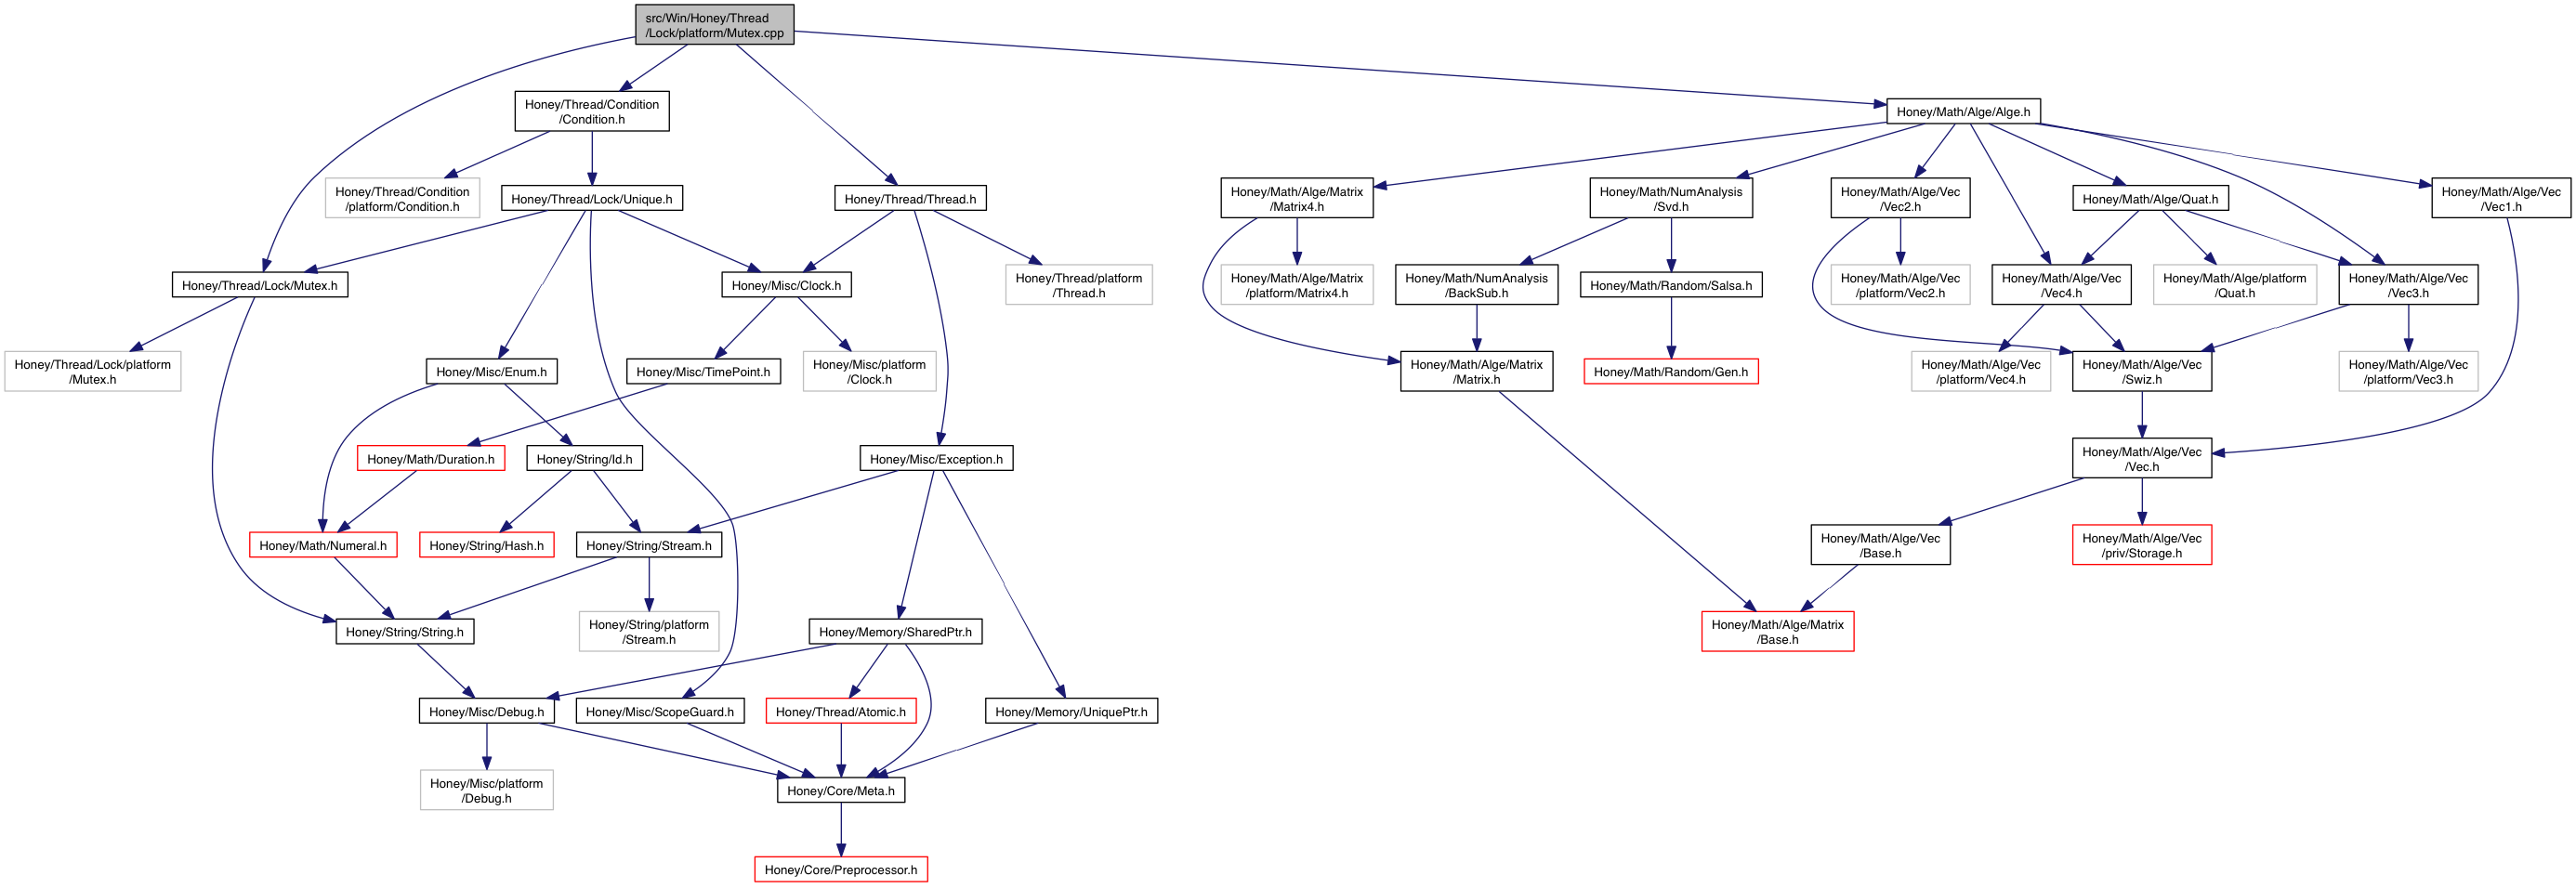 src/Win/Honey/Thread
/Lock/platform/Mutex.cpp
Honey/Thread/Condition
/Condition.h
Honey/Math/Alge/Alge.h
Honey/Thread/Condition
/platform/Condition.h
Honey/Thread/Lock/Unique.h
Honey/Thread/Thread.h
Honey/Math/Alge/Matrix
/Matrix4.h
Honey/Math/NumAnalysis
/Svd.h
Honey/Math/Alge/Vec
/Vec2.h
Honey/Math/Alge/Quat.h
Honey/Math/Alge/Vec
/Vec1.h
Honey/Thread/Lock/Mutex.h
Honey/Misc/Clock.h
Honey/Thread/platform
/Thread.h
Honey/Math/Alge/Matrix
/platform/Matrix4.h
Honey/Math/NumAnalysis
/BackSub.h
Honey/Math/Random/Salsa.h
Honey/Math/Alge/Vec
/platform/Vec2.h
Honey/Math/Alge/Vec
/Vec4.h
Honey/Math/Alge/platform
/Quat.h
Honey/Math/Alge/Vec
/Vec3.h
Honey/Thread/Lock/platform
/Mutex.h
Honey/Misc/Enum.h
Honey/Misc/TimePoint.h
Honey/Misc/platform
/Clock.h
Honey/Math/Alge/Matrix
/Matrix.h
Honey/Math/Random/Gen.h
Honey/Math/Alge/Vec
/platform/Vec4.h
Honey/Math/Alge/Vec
/Swiz.h
Honey/Math/Alge/Vec
/platform/Vec3.h
Honey/Math/Duration.h
Honey/String/Id.h
Honey/Misc/Exception.h
Honey/Math/Alge/Vec
/Vec.h
Honey/Math/Numeral.h
Honey/String/Hash.h
Honey/String/Stream.h
Honey/Math/Alge/Vec
/Base.h
Honey/Math/Alge/Vec
/priv/Storage.h
Honey/String/String.h
Honey/String/platform
/Stream.h
Honey/Memory/SharedPtr.h
Honey/Math/Alge/Matrix
/Base.h
Honey/Misc/Debug.h
Honey/Misc/ScopeGuard.h
Honey/Thread/Atomic.h
Honey/Memory/UniquePtr.h
Honey/Misc/platform
/Debug.h
Honey/Core/Meta.h
Honey/Core/Preprocessor.h